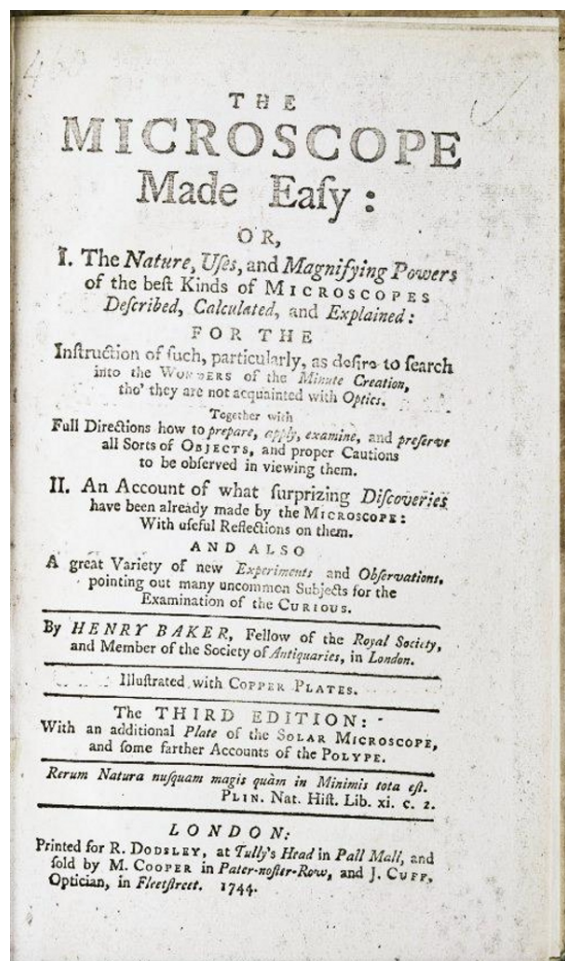 THE
MICROSCOPE
Made Eaſy :
OR,
I. The Nature, Uſes, and Magnifying Powers
of the beſt Kinds of MICROSCOPES
Deſcribed, Calculated, and Explained :
FOR THE
Inſtruction of ſuch, particularly, as deſire to ſearch
into the WONDERS of the Minute Creation,
tho' they are not acquainted with Optics.
Together with
Full Directions how to prepare, apply, examine, and preſerve
all Sorts of OBJECTS, and proper Cautions
to be obſerved in viewing them.
II. An Account of what ſurprizing Diſcoveries
have been already made by the MICROSCOPE :
With uſeful Reflections on them.
AND ALSO
A great Variety of new Experiments and Obſervations,
pointing out many uncommon Subjects for the
Examination of the CURIOUS.
By HENRY BAKER, Fellow of the Royal Society,
and Member of the Society of Antiquaries, in London.
Illuſtrated with COPPER PLATES.
The THIRD EDITION :
With an additional Plate of the SOLAR MICROSCOPE,
and ſome farther Accounts of the POLYPE.
Rerum Natura nuſquam magis quàm in Minimis tota eſt.
PLIN. Nat. Hiſt. Lib. xi. c. 2.
LONDON :
Printed for R. DODSLEY, at Tully's Head in Pall Mall, and
ſold by M. COOPER in Pater-noſter-Row, and J. CUFF,
Optician, in Fleetſtreet. 1744.